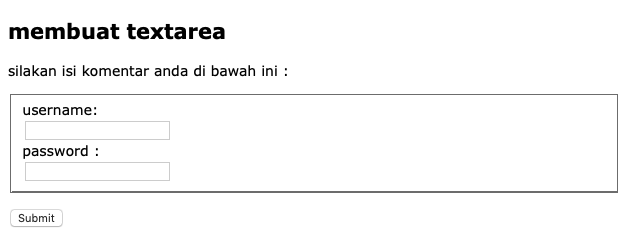 membuat textarea
silakan isi komentar anda di bawah ini :
username:
password :
Submit